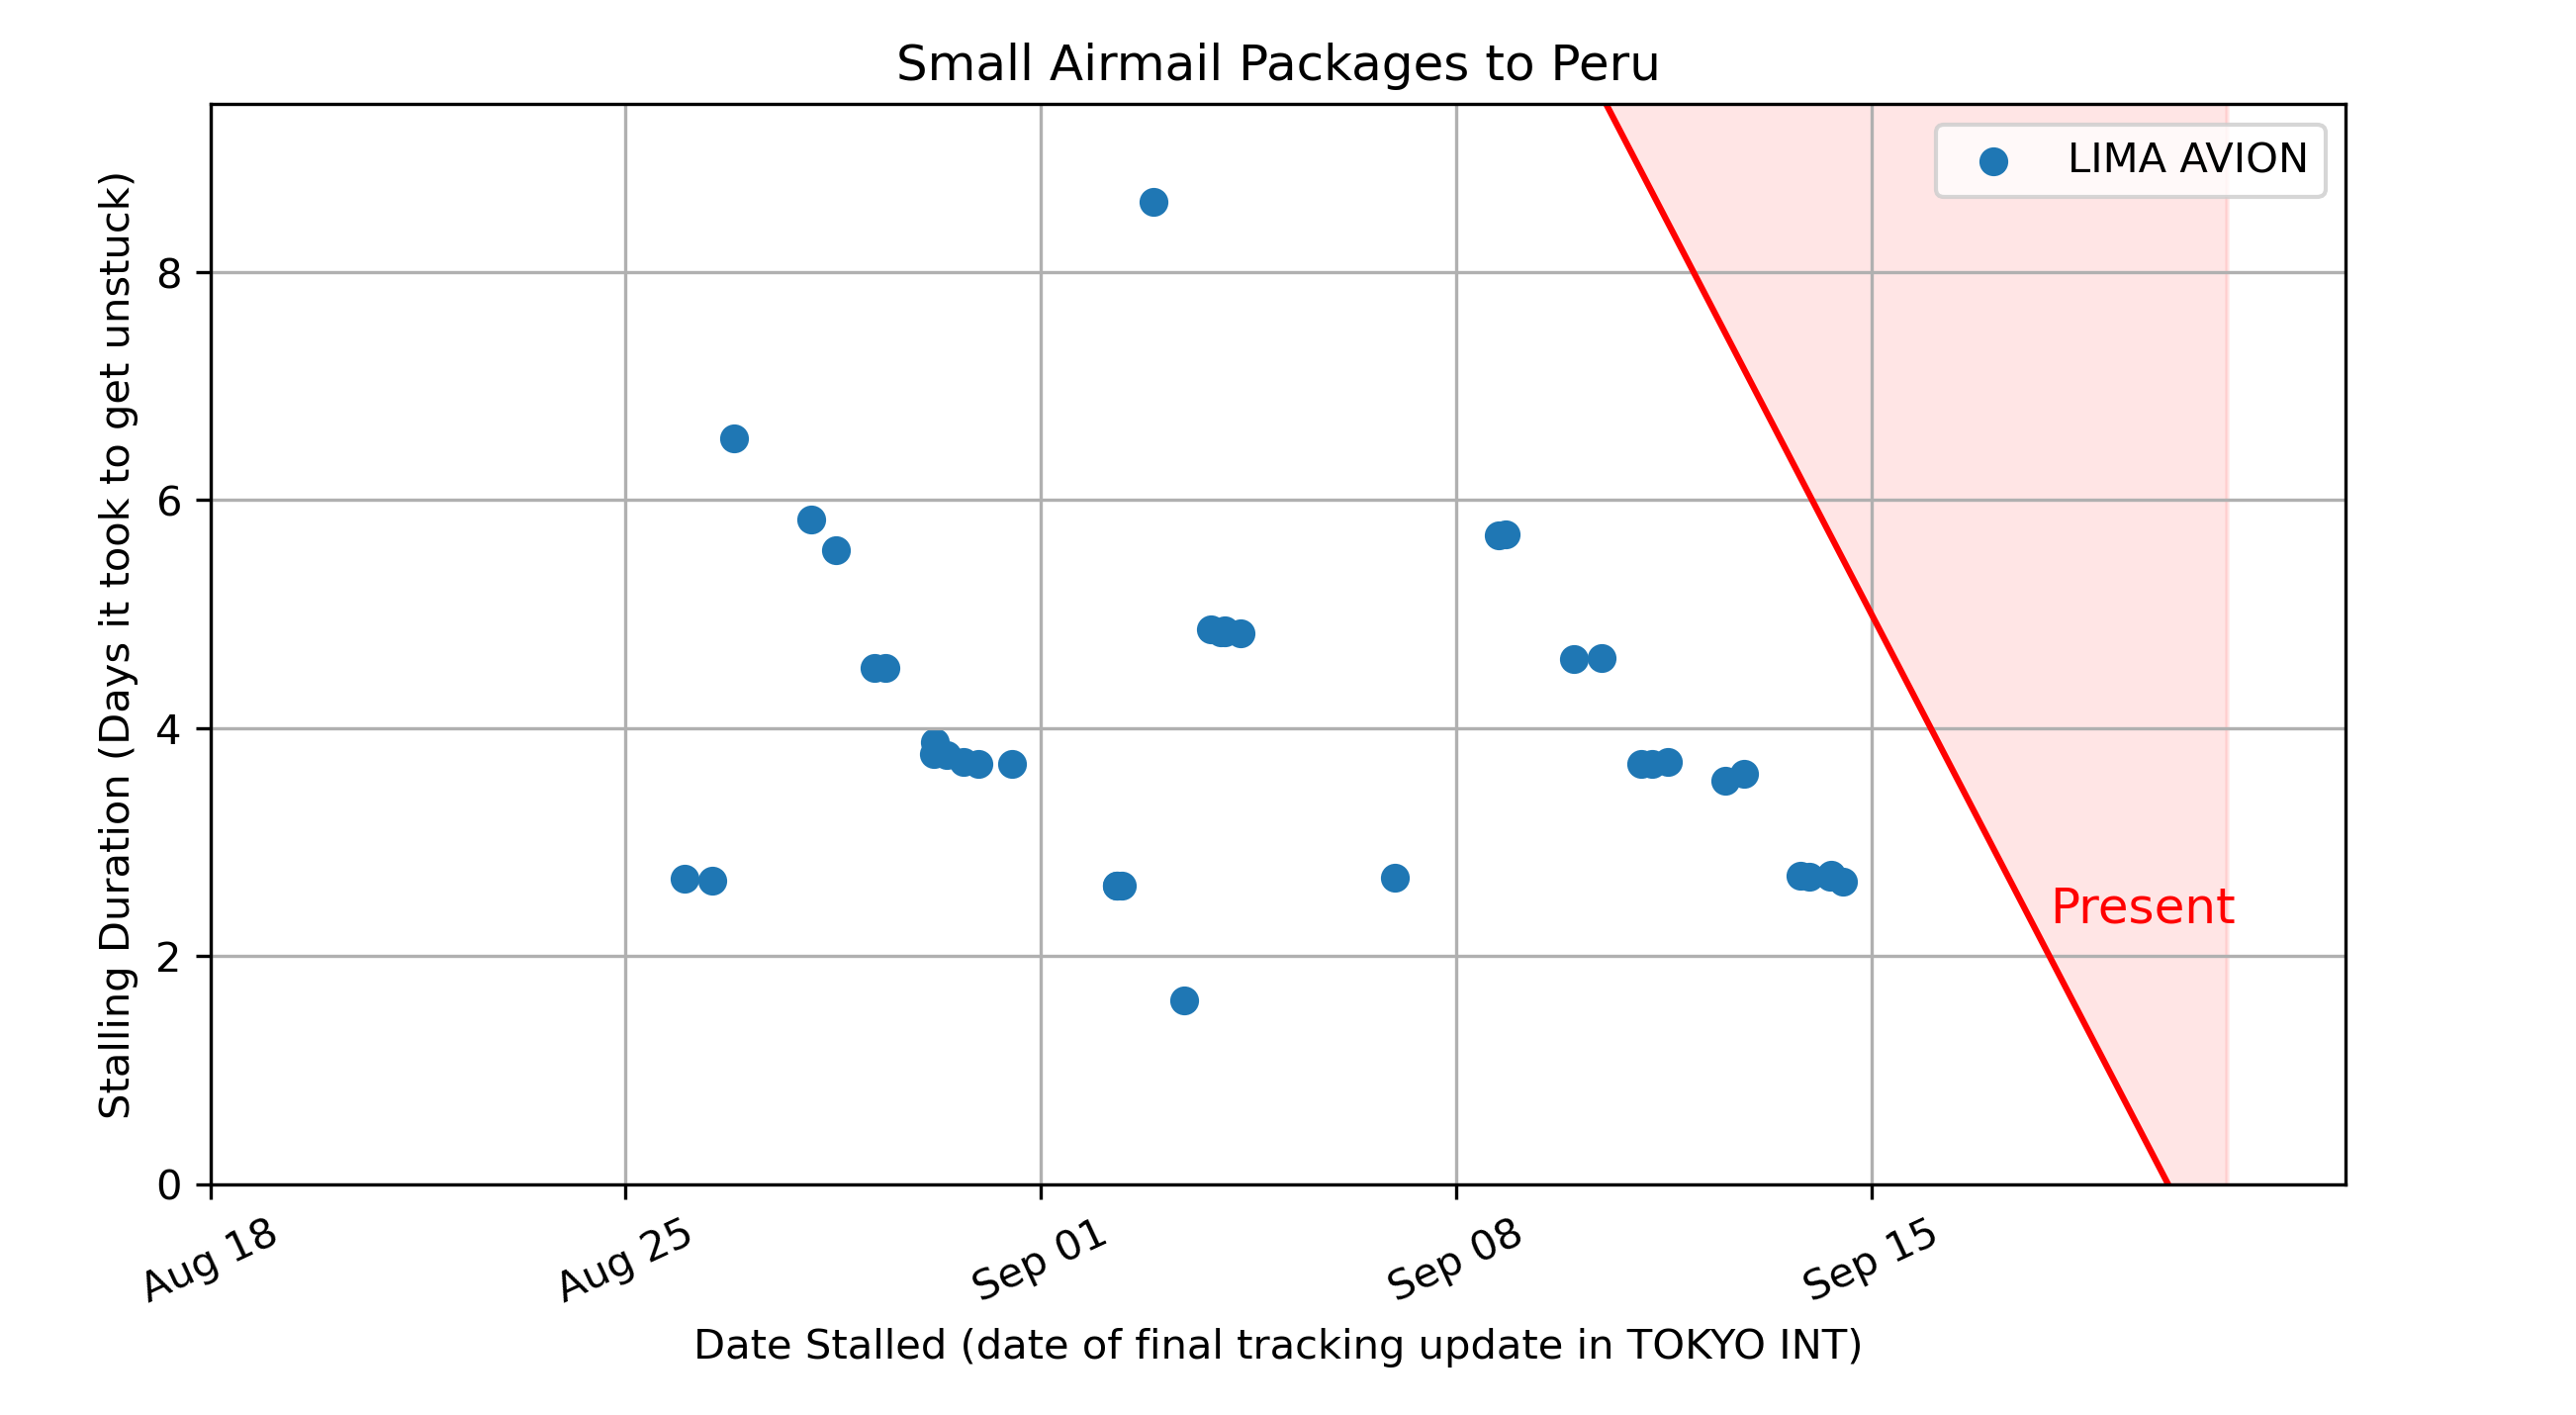 Small Airmail Packages to Peru
LIMA AVION
Stalling Duration (Days it took to get unstuck)
8
6
4
2
0
Present
Aug 18
Aug 25
Sep 01
Sep 08
Sep 15
Date Stalled (date of final tracking update in TOKYO INT)